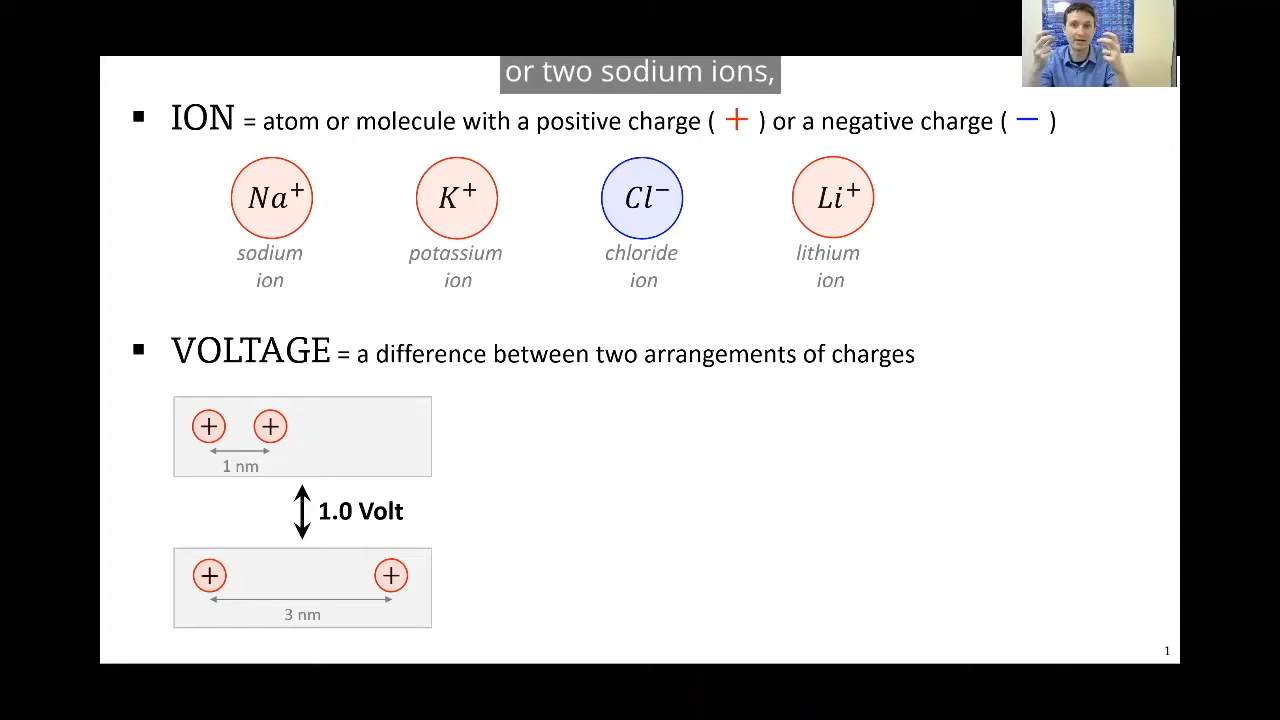 or two sodium ions,
▪ ION = atom or molecule with a positive charge ( + ) or a negative charge ( − )
Na⁺ K⁺ Cl⁻ Li⁺
sodium potassium chloride lithium
ion ion ion ion
▪ VOLTAGE = a difference between two arrangements of charges
+ +
1 nm
1.0 Volt
+ +
3 nm
1